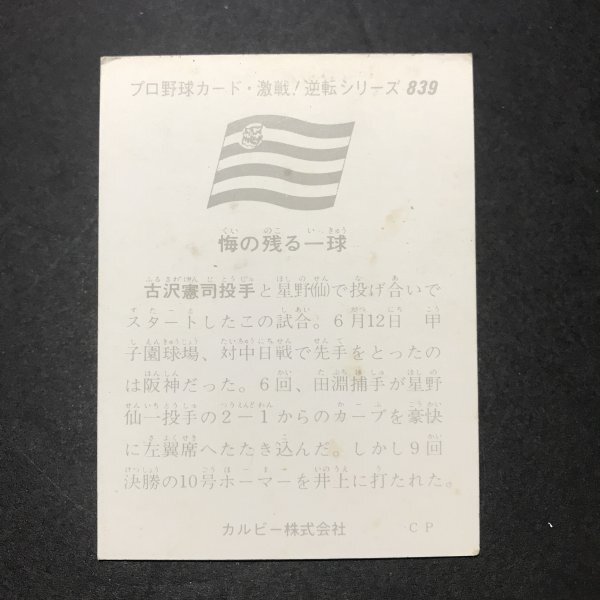 プロ野球カード・激戦!逆転シリーズ 839
悔の残る一球
古沢憲司投手と星野(仙)で投げ合いで
スタートしたこの試合。6月12日 甲
子園球場、対中日戦で先手をとったの
は阪神だった。6回、田淵捕手が星野
仙一投手の2−1からのカーブを豪快
に左翼席へたたき込んだ。しかし9回
決勝の10号ホーマーを井上に打たれた。
カルビー株式会社 CP